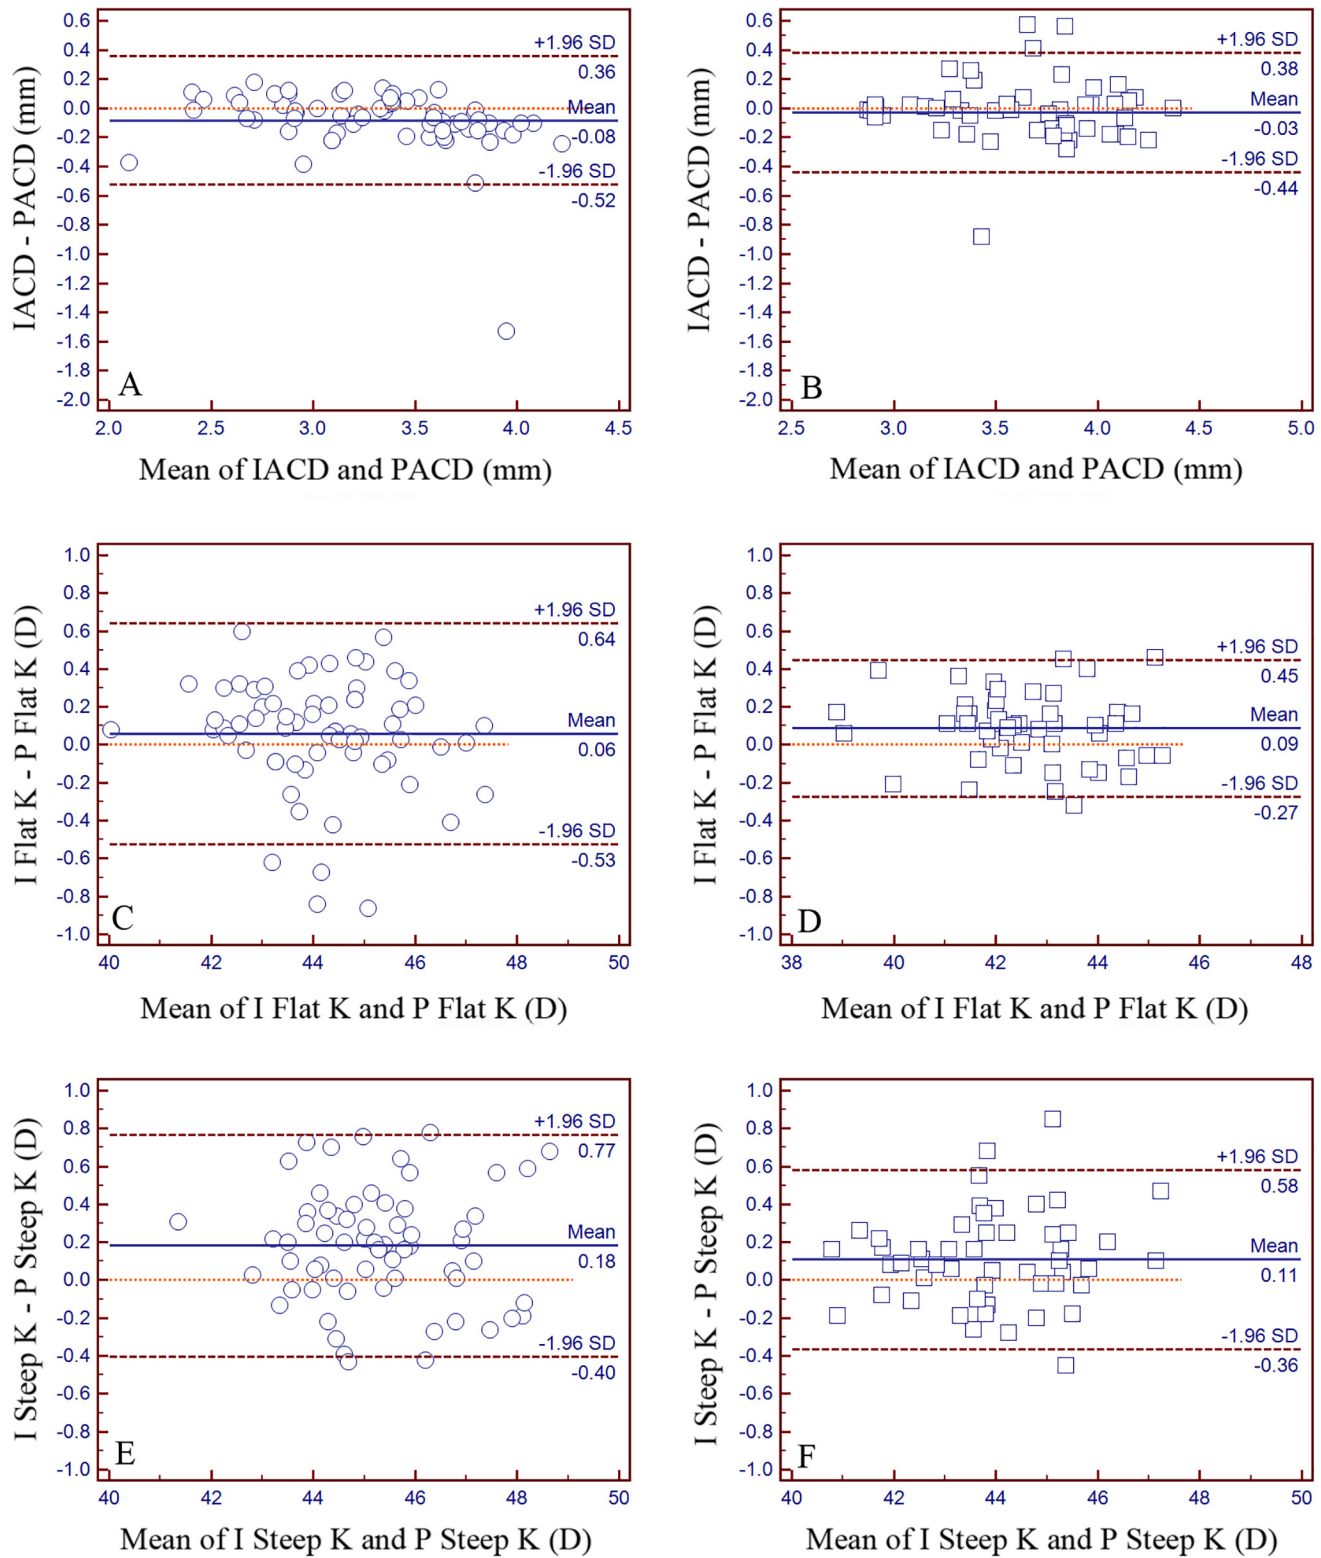 IACD - PACD (mm)
0.6
0.4
0.2
0.0
-0.2
-0.4
-0.6
-0.8
-1.0
-1.2
-1.4
-1.6
-1.8
-2.0
+1.96 SD
0.36
Mean
-0.08
-1.96 SD
-0.52
A
2.0 2.5 3.0 3.5 4.0 4.5
Mean of IACD and PACD (mm)
IACD - PACD (mm)
0.6
0.4
0.2
0.0
-0.2
-0.4
-0.6
-0.8
-1.0
-1.2
-1.4
-1.6
-1.8
-2.0
+1.96 SD
0.38
Mean
-0.03
-1.96 SD
-0.44
B
2.5 3.0 3.5 4.0 4.5 5.0
Mean of IACD and PACD (mm)
I Flat K - P Flat K (D)
1.0
0.8
0.6
0.4
0.2
0.0
-0.2
-0.4
-0.6
-0.8
-1.0
+1.96 SD
0.64
Mean
0.06
-1.96 SD
-0.53
C
40 42 44 46 48 50
Mean of I Flat K and P Flat K (D)
I Flat K - P Flat K (D)
1.0
0.8
0.6
0.4
0.2
0.0
-0.2
-0.4
-0.6
-0.8
-1.0
+1.96 SD
0.45
Mean
0.09
-1.96 SD
-0.27
D
38 40 42 44 46 48
Mean of I Flat K and P Flat K (D)
I Steep K - P Steep K (D)
1.0
0.8
0.6
0.4
0.2
0.0
-0.2
-0.4
-0.6
-0.8
-1.0
+1.96 SD
0.77
Mean
0.18
-1.96 SD
-0.40
E
40 42 44 46 48 50
Mean of I Steep K and P Steep K (D)
I Steep K - P Steep K (D)
1.0
0.8
0.6
0.4
0.2
0.0
-0.2
-0.4
-0.6
-0.8
-1.0
+1.96 SD
0.58
Mean
0.11
-1.96 SD
-0.36
F
40 42 44 46 48 50
Mean of I Steep K and P Steep K (D)